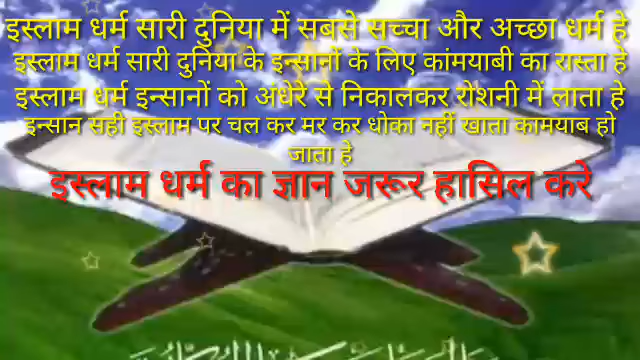 इस्लाम धर्म सारी दुनिया में सबसे सच्चा और अच्छा धर्म हे
इस्लाम धर्म सारी दुनिया के इन्सानों के लिए कांमयाबी का रास्ता हे
इस्लाम धर्म इन्सानों को अंधेरे से निकालकर रोशनी में लाता हे
इन्सान सही इस्लाम पर चल कर मर कर धोका नहीं खाता कामयाब हो
जाता हे
इस्लाम धर्म का ज्ञान जरूर हासिल करे